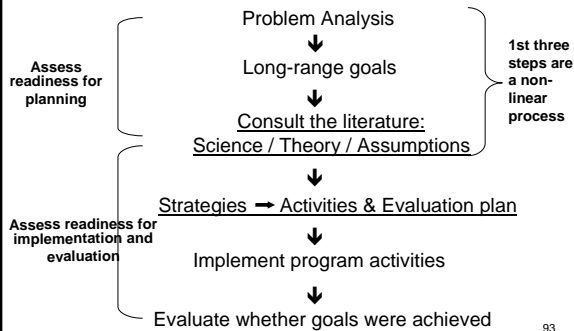 Problem Analysis
Long-range goals
Consult the literature:
Science / Theory / Assumptions
Strategies → Activities & Evaluation plan
Implement program activities
Evaluate whether goals were achieved
Assess
readiness for
planning
Assess readiness for
implementation and
evaluation
1st three
steps are
a non-
linear
process
93